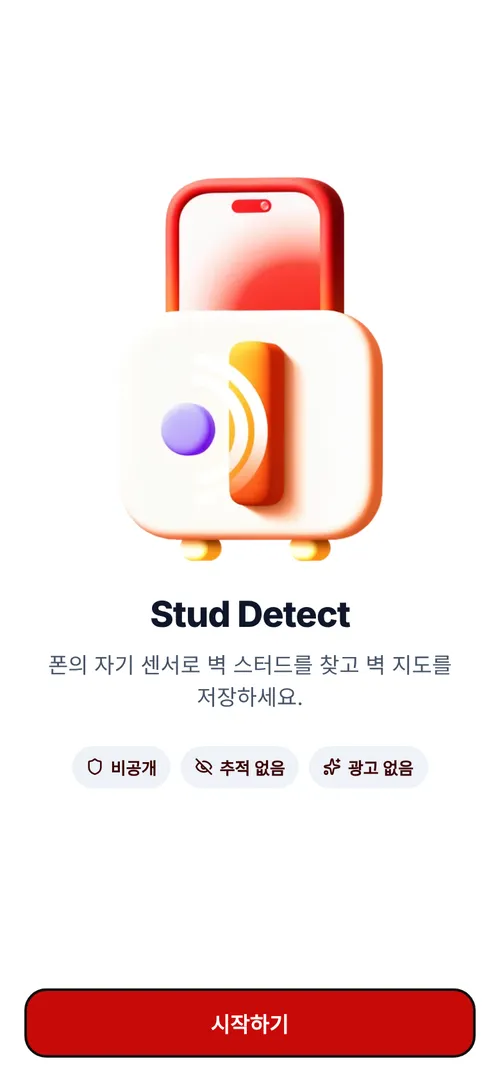 Stud Detect
폰의 자기 센서로 벽 스터드를 찾고 벽 지도를
저장하세요.
비공개
추적 없음
광고 없음
시작하기